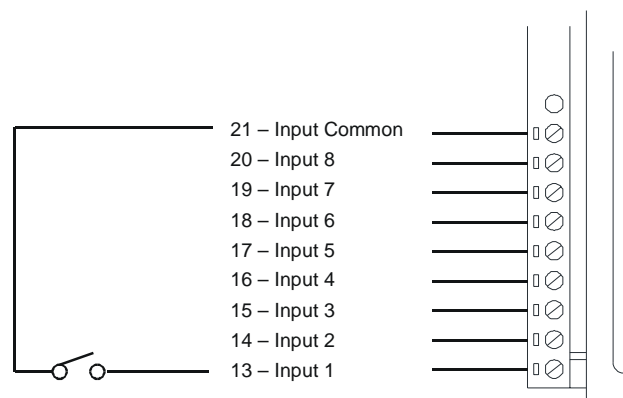 21 – Input Common
20 – Input 8
19 – Input 7
18 – Input 6
17 – Input 5
16 – Input 4
15 – Input 3
14 – Input 2
13 – Input 1